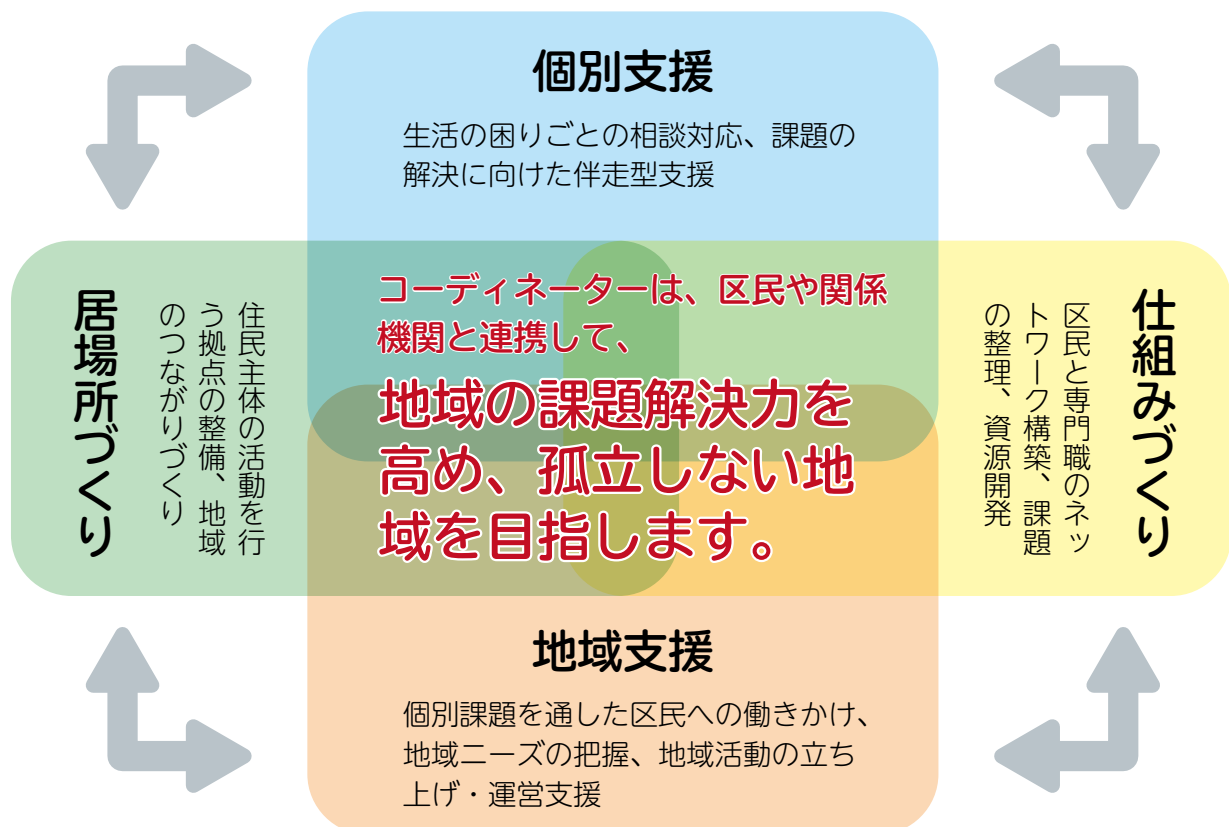 個別支援
生活の困りごとの相談対応、課題の
解決に向けた伴走型支援
居場所づくり
住民主体の活動を行
う拠点の整備、地域
のつながりづくり
コーディネーターは、区民や関係
機関と連携して、
地域の課題解決力を
高め、孤立しない地
域を目指します。
仕組みづくり
区民と専門職のネッ
トワーク構築、課題
の整理、資源開発
地域支援
個別課題を通した区民への働きかけ、
地域ニーズの把握、地域活動の立ち
上げ・運営支援